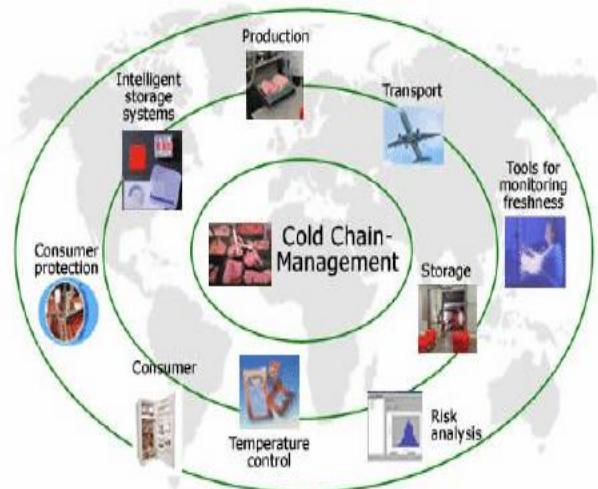 Production
Intelligent
storage
systems
Transport
Tools for
monitoring
freshness
Cold Chain-
Management
Consumer
protection
Storage
Consumer
Temperature
control
Risk
analysis